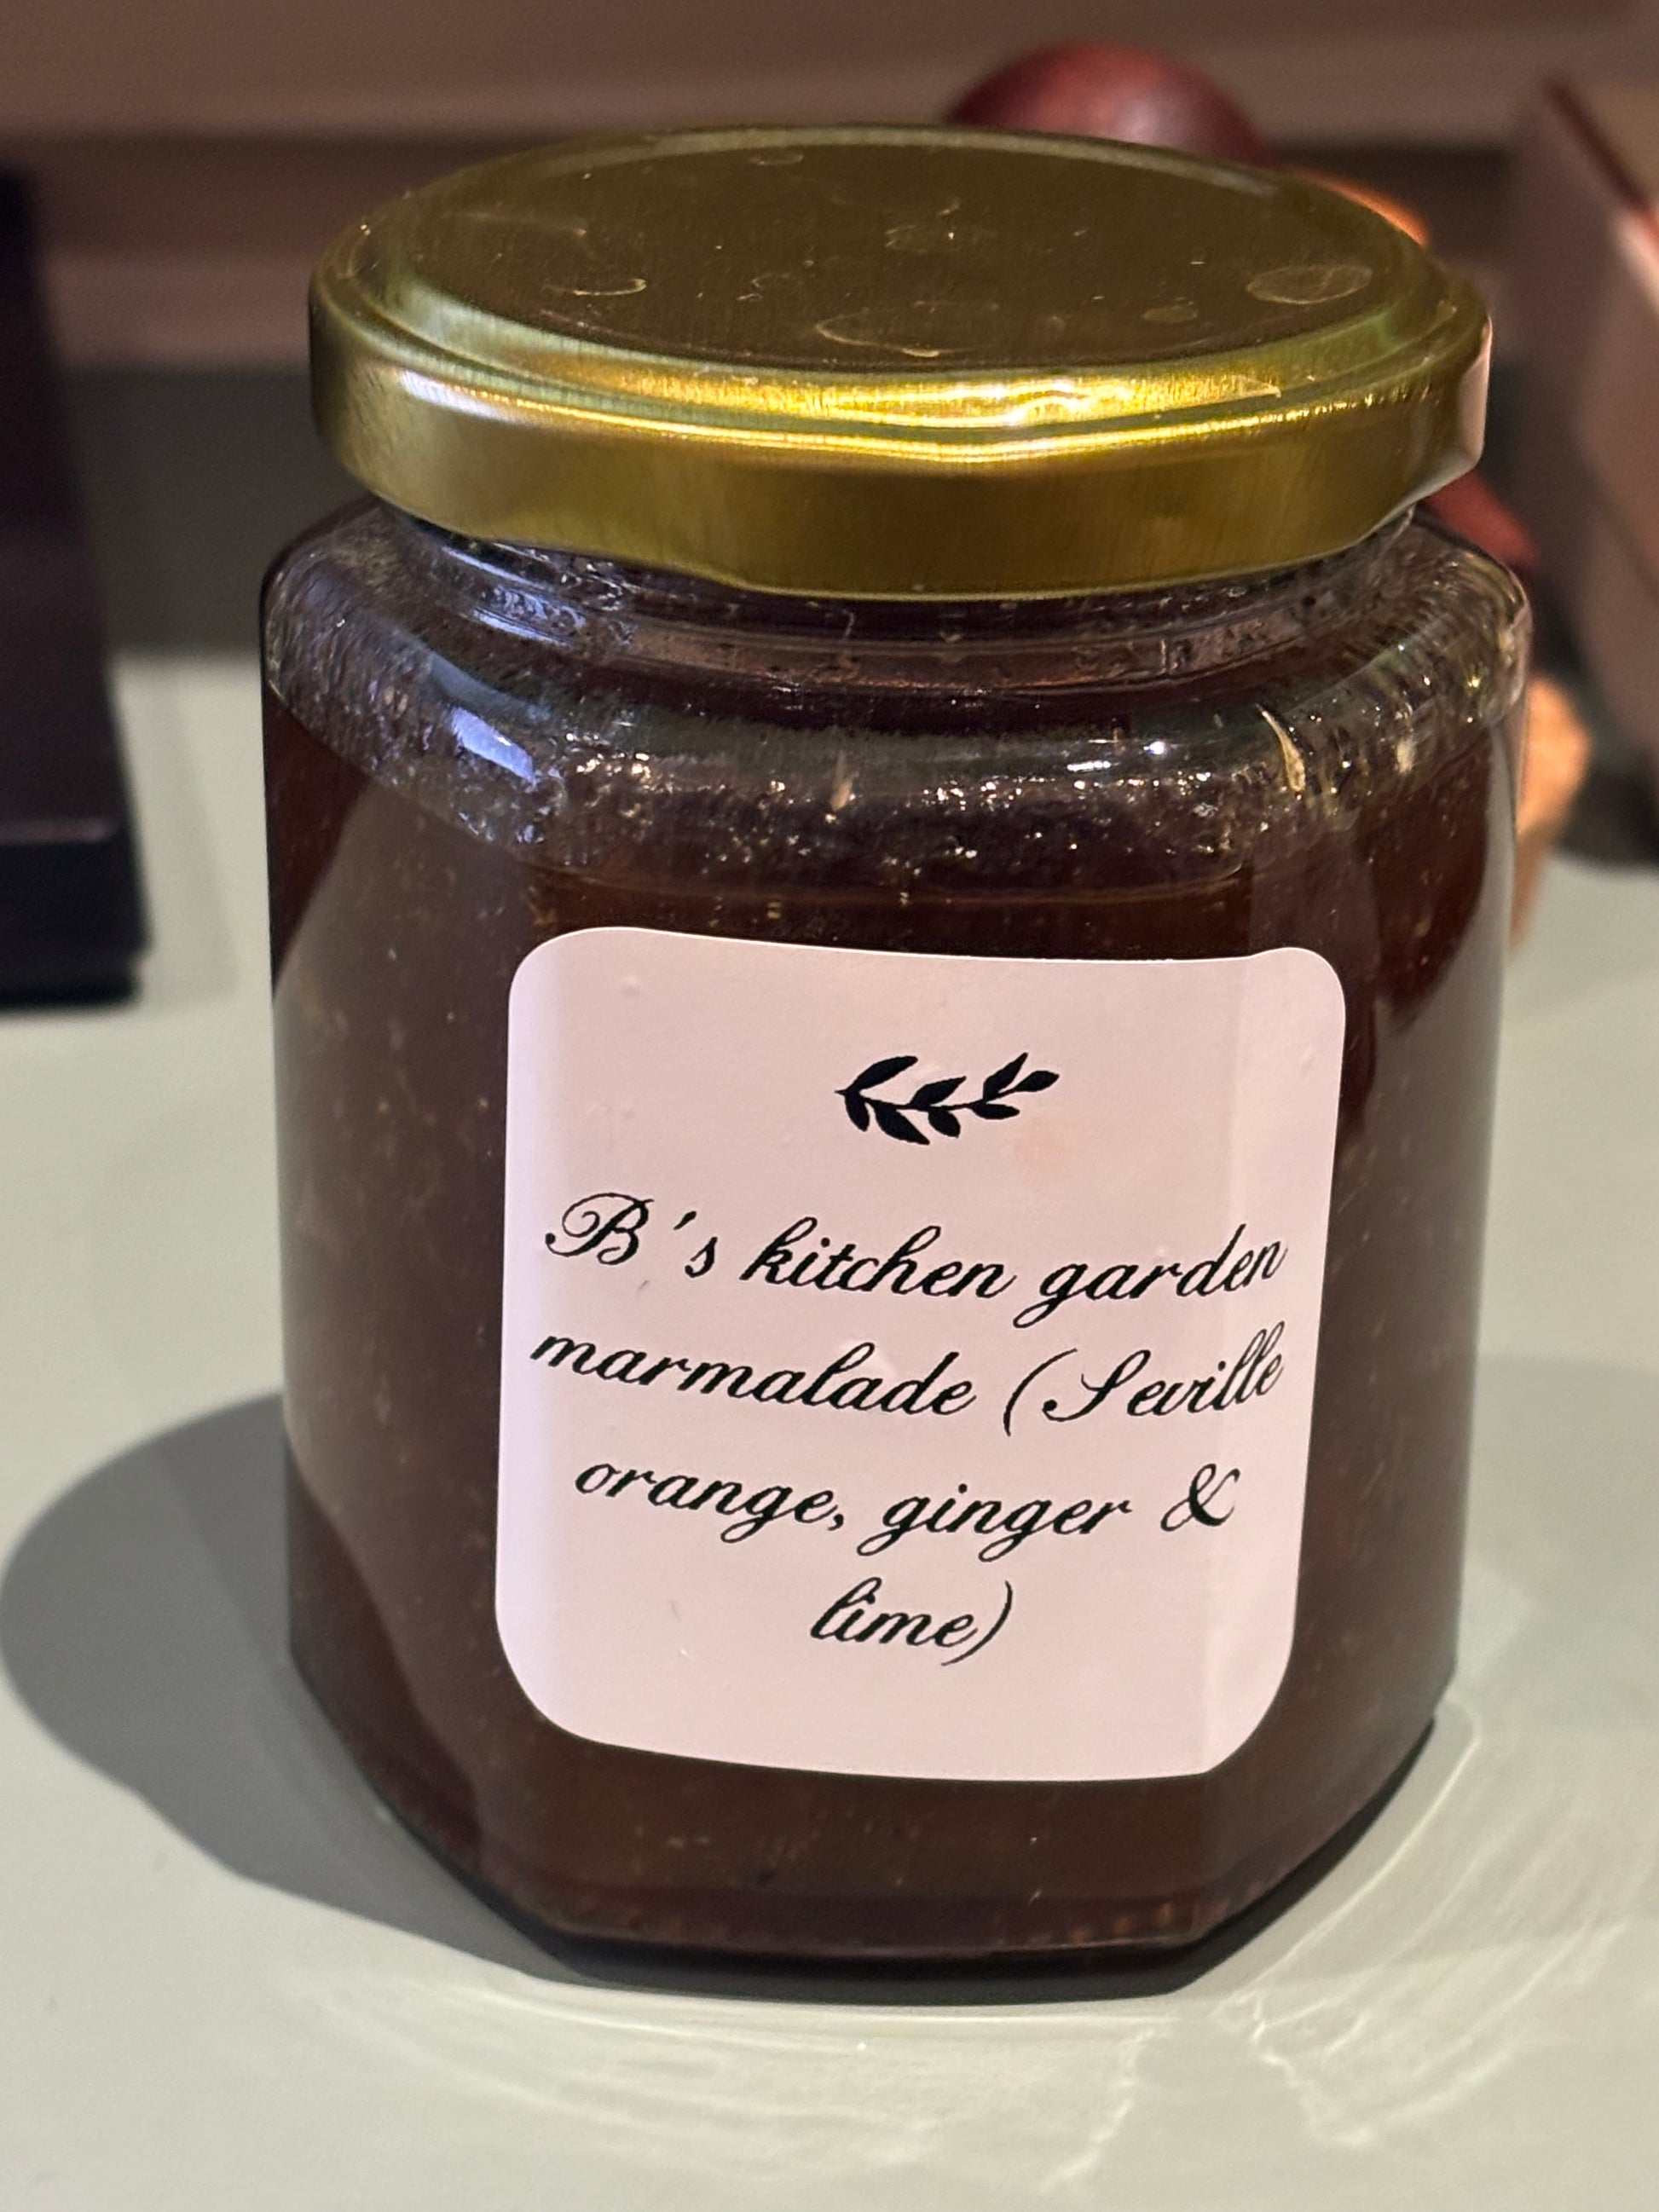 B's kitchen garden
marmalade (Seville
orange, ginger &
lime)